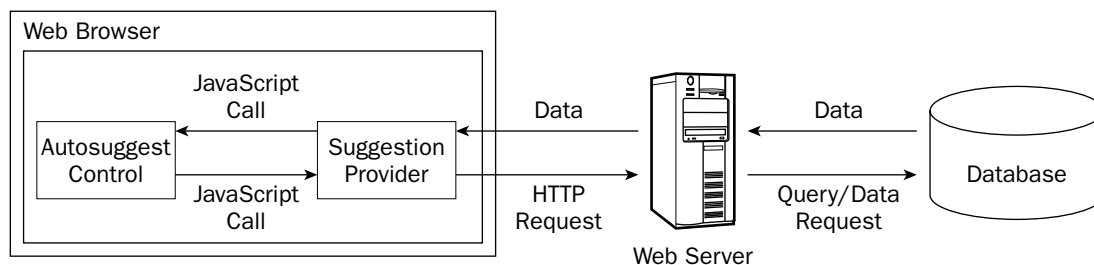 Web Browser
JavaScript
Call
Autosuggest
Control
JavaScript
Call
Suggestion
Provider
Data
HTTP
Request
Web Server
Data
Query/Data
Request
Database